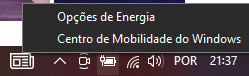 Opções de Energia
Centro de Mobilidade do Windows
POR 21:37